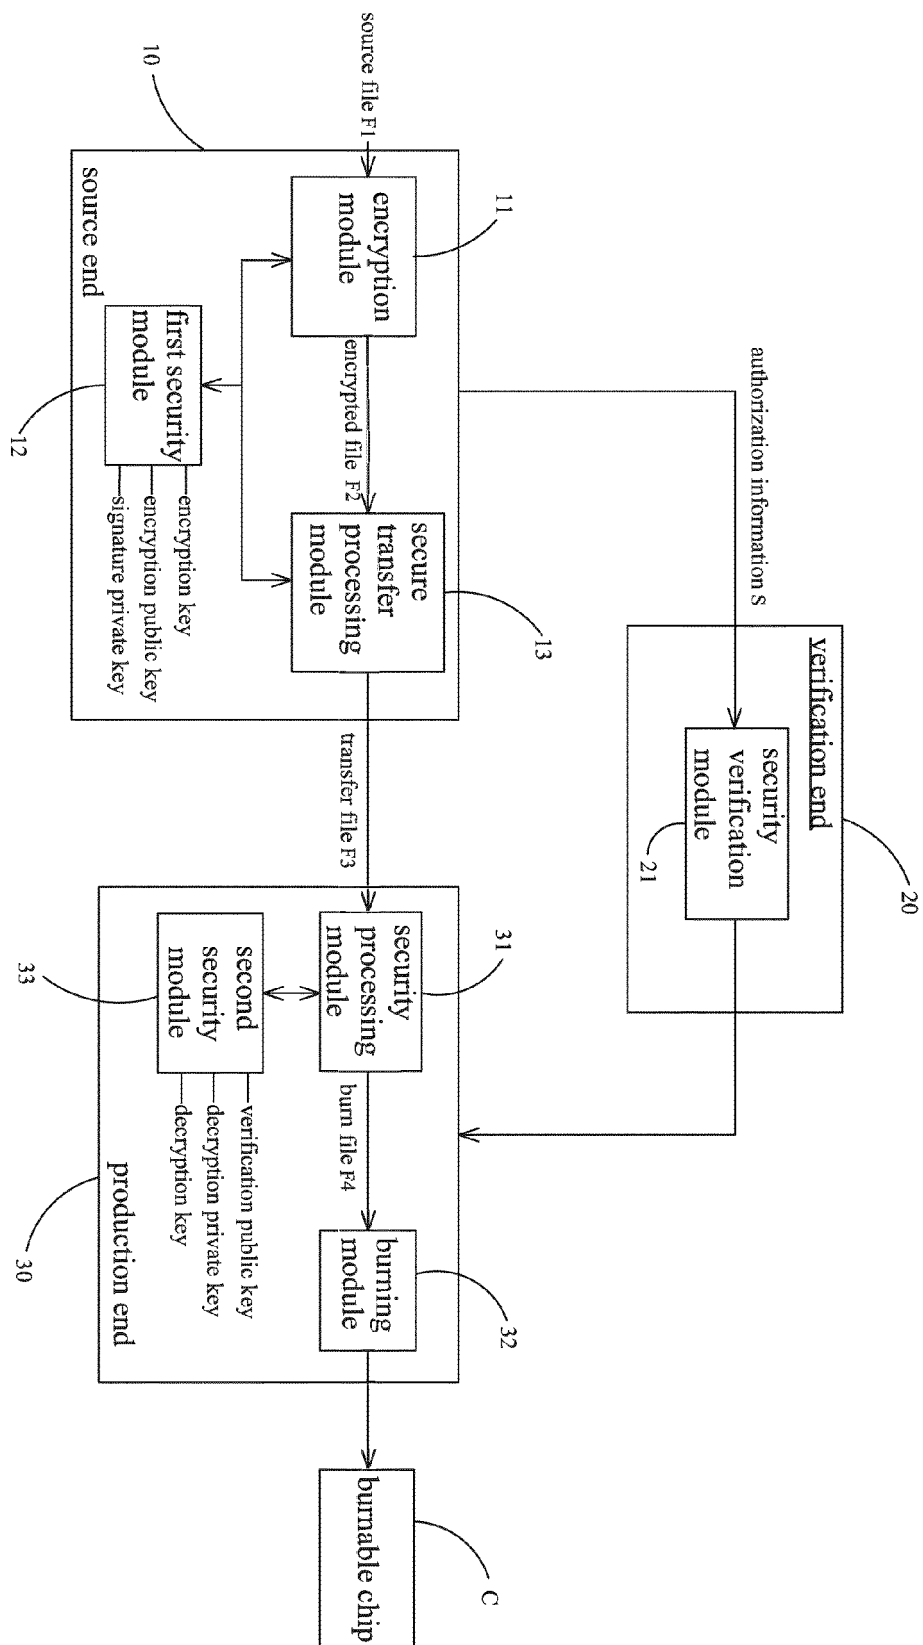 authorization information S
verification end
20
security
verification
module
21
source file F1
10
11
encryption
module
encrypted file F2
secure
transfer
processing
module
13
first security
module
12
encryption key
encryption public key
signature private key
source end
transfer file F3
31
security
processing
module
burn file F4
burning
module
32
second
security
module
33
verification public key
decryption private key
decryption key
production end
30
burnable chip
C